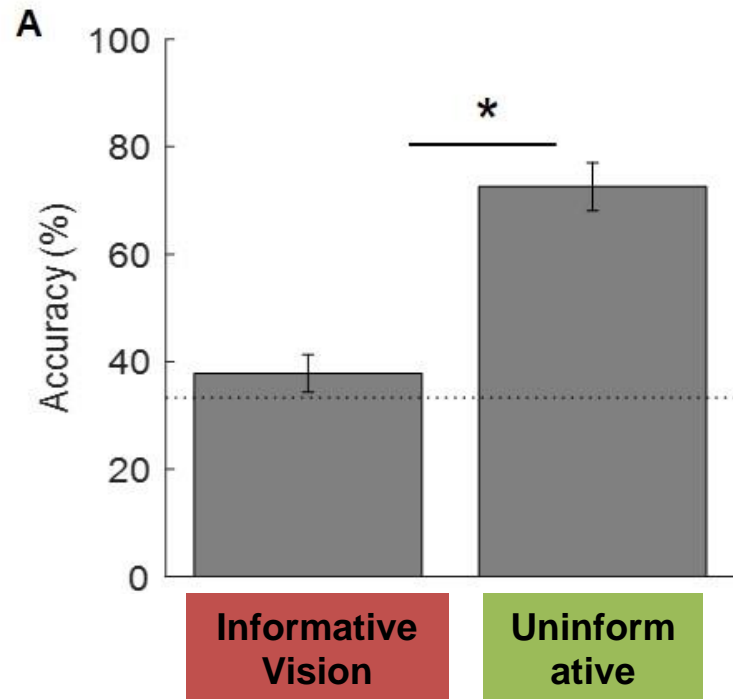 A
100
80
60
40
20
0
Accuracy (%)
*
Informative
Vision
Uninform
ative